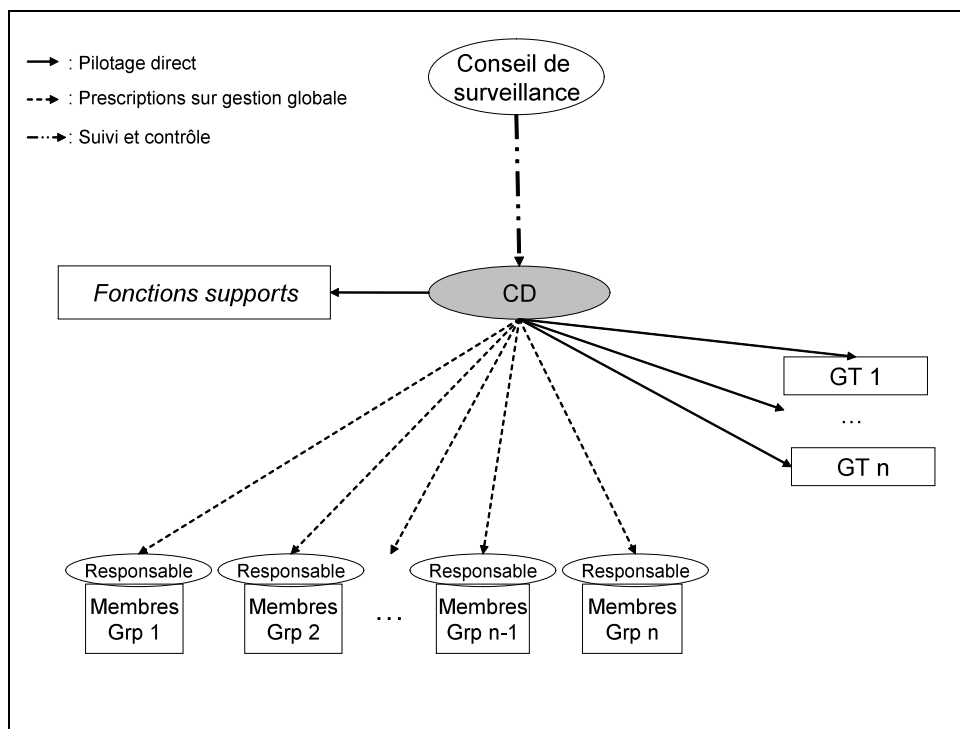 : Pilotage direct
: Prescriptions sur gestion globale
: Suivi et contrôle
Conseil de
surveillance
Fonctions supports
CD
GT 1
...
GT n
Responsable
Responsable
Responsable
Responsable
Membres
Grp 1
Membres
Grp 2
...
Membres
Grp n-1
Membres
Grp n